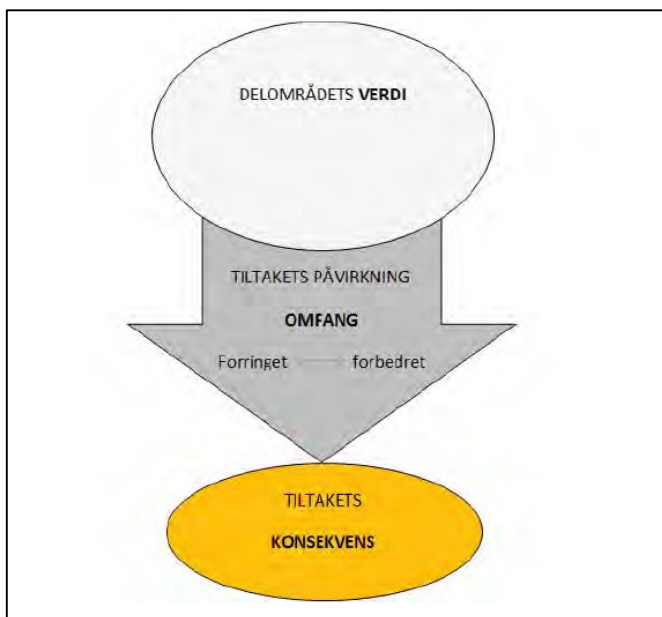 DELOMRÅDETS VERDI
TILTAKETS PÅVIRKNING
OMFANG
Forringet forbedret
TILTAKETS
KONSEKVENS